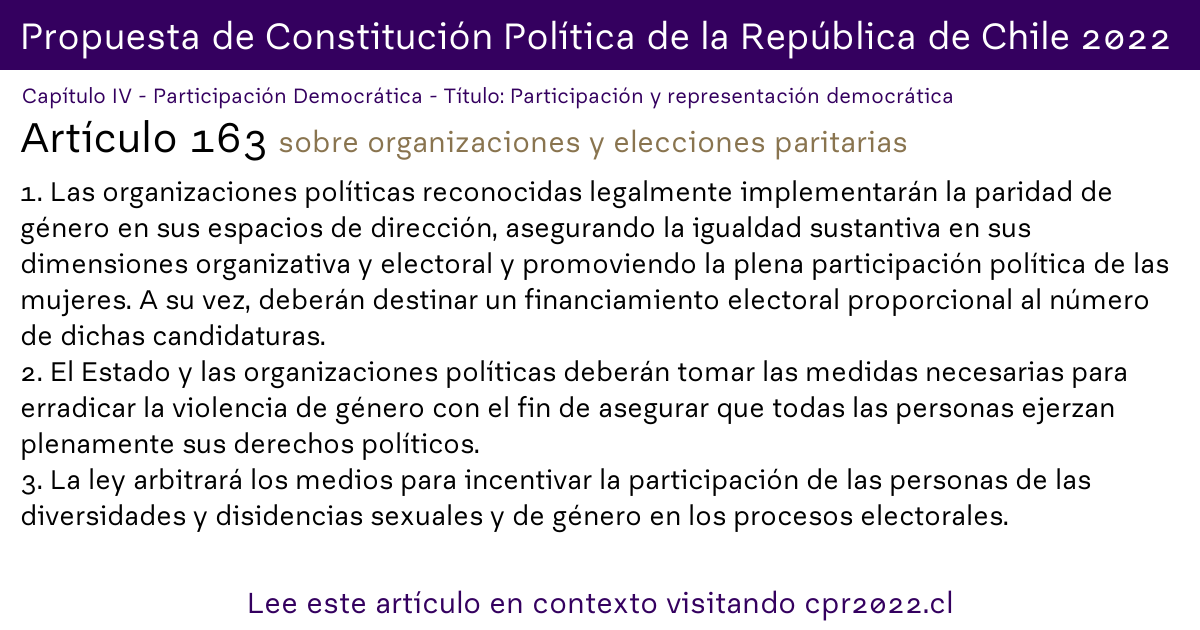 Propuesta de Constitución Política de la República de Chile 2022
Capítulo IV - Participación Democrática - Título: Participación y representación democrática
Artículo 163 sobre organizaciones y elecciones paritarias
1. Las organizaciones políticas reconocidas legalmente implementarán la paridad de
género en sus espacios de dirección, asegurando la igualdad sustantiva en sus
dimensiones organizativa y electoral y promoviendo la plena participación política de las
mujeres. A su vez, deberán destinar un financiamiento electoral proporcional al número
de dichas candidaturas.
2. El Estado y las organizaciones políticas deberán tomar las medidas necesarias para
erradicar la violencia de género con el fin de asegurar que todas las personas ejerzan
plenamente sus derechos políticos.
3. La ley arbitrará los medios para incentivar la participación de las personas de las
diversidades y disidencias sexuales y de género en los procesos electorales.
Lee este artículo en contexto visitando cpr2022.cl